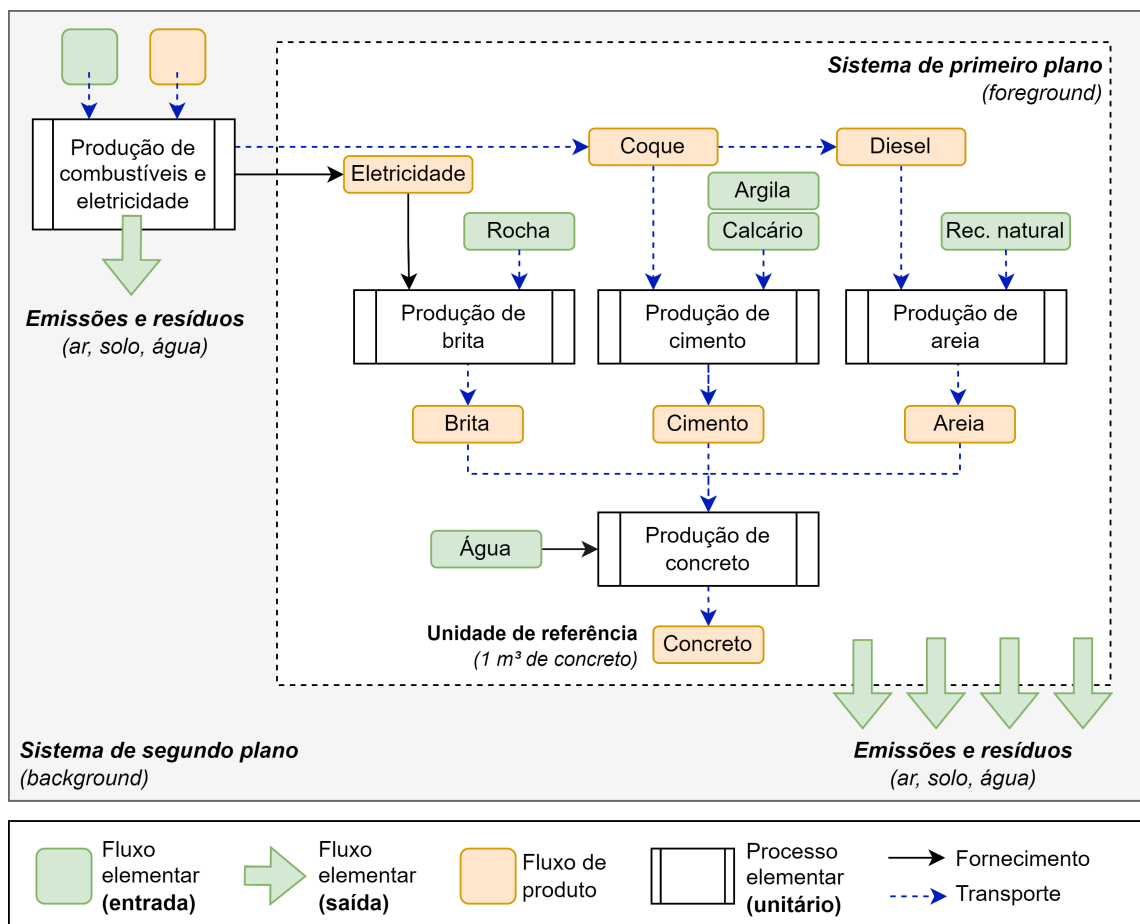 Sistema de primeiro plano
(foreground)
Produção de
combustíveis e
eletricidade
Coque
Diesel
Eletricidade
Argila
Rocha
Calcário
Rec. natural
Emissões e resíduos
(ar, solo, água)
Produção de
brita
Produção de
cimento
Produção de
areia
Brita
Cimento
Areia
Água
Produção de
concreto
Unidade de referência
(1 m³ de concreto)
Concreto
Sistema de segundo plano
(background)
Emissões e resíduos
(ar, solo, água)
Fluxo
elementar
(entrada)
Fluxo
elementar
(saída)
Fluxo de
produto
Processo
elementar
(unitário)
Fornecimento
Transporte